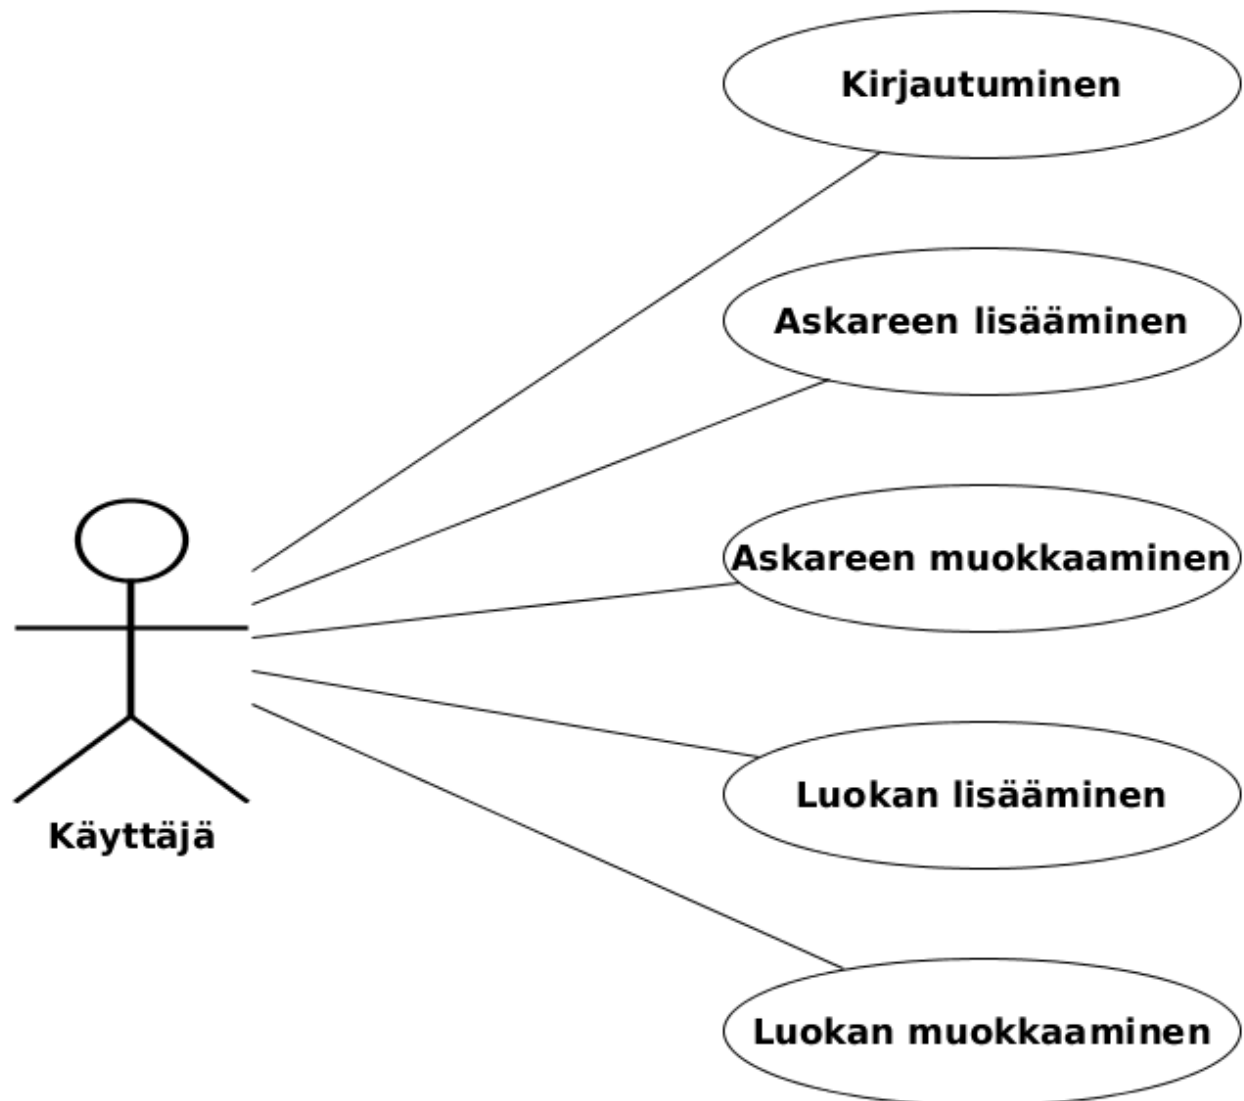 Kirjautuminen
Askareen lisääminen
Askareen muokkaaminen
Luokan lisääminen
Käyttäjä
Luokan muokkaaminen